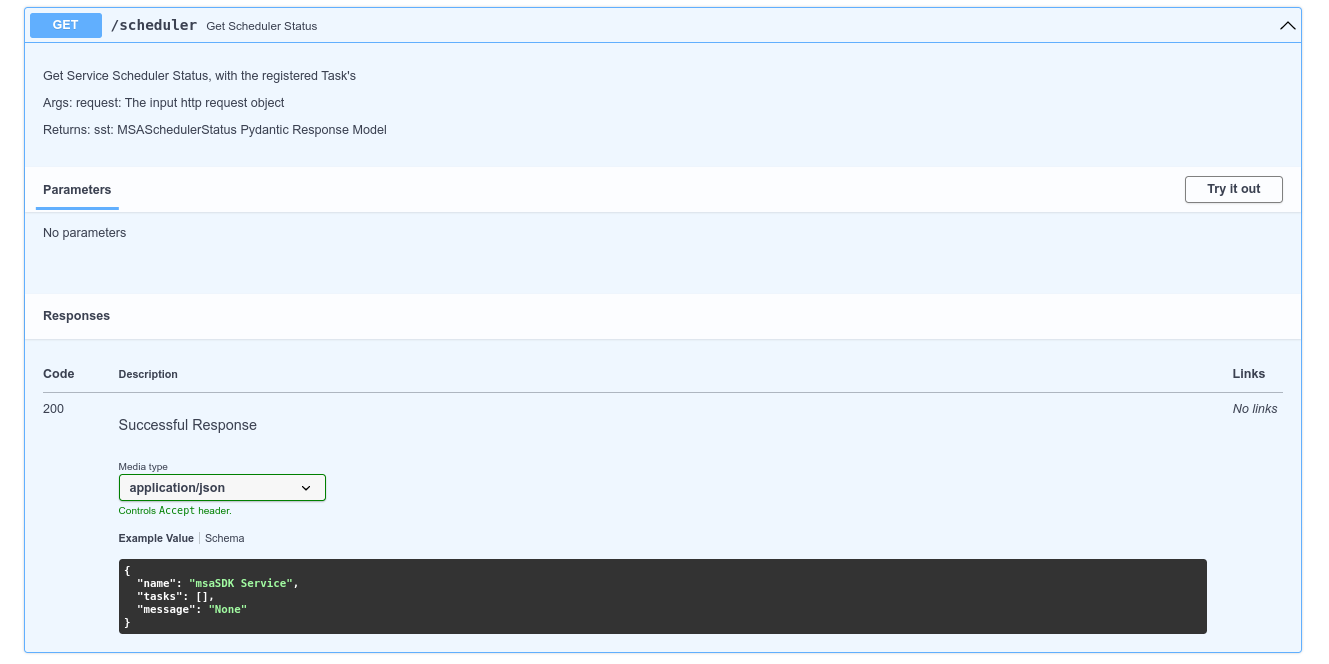 GET /scheduler Get Scheduler Status
Get Service Scheduler Status, with the registered Task's
Args: request: The input http request object
Returns: sst: MSASchedulerStatus Pydantic Response Model
Parameters
Try it out
No parameters
Responses
Code Description Links
200 No links
Successful Response
Media type
application/json
Controls Accept header.
Example Value Schema
{
  "name": "msaSDK Service",
  "tasks": [],
  "message": "None"
}